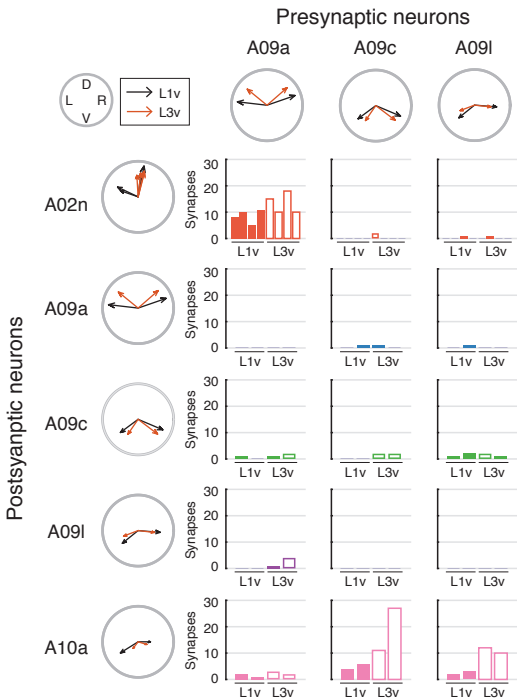 Presynaptic neurons
A09a A09c A09l
D
L R
V
L1v
L3v
Postsyanptic neurons
A02n
Synapses
30
20
10
0
L1v L3v
L1v L3v
L1v L3v
A09a
Synapses
30
20
10
0
L1v L3v
L1v L3v
L1v L3v
A09c
Synapses
30
20
10
0
L1v L3v
L1v L3v
L1v L3v
A09l
Synapses
30
20
10
0
L1v L3v
L1v L3v
L1v L3v
A10a
Synapses
30
20
10
0
L1v L3v
L1v L3v
L1v L3v